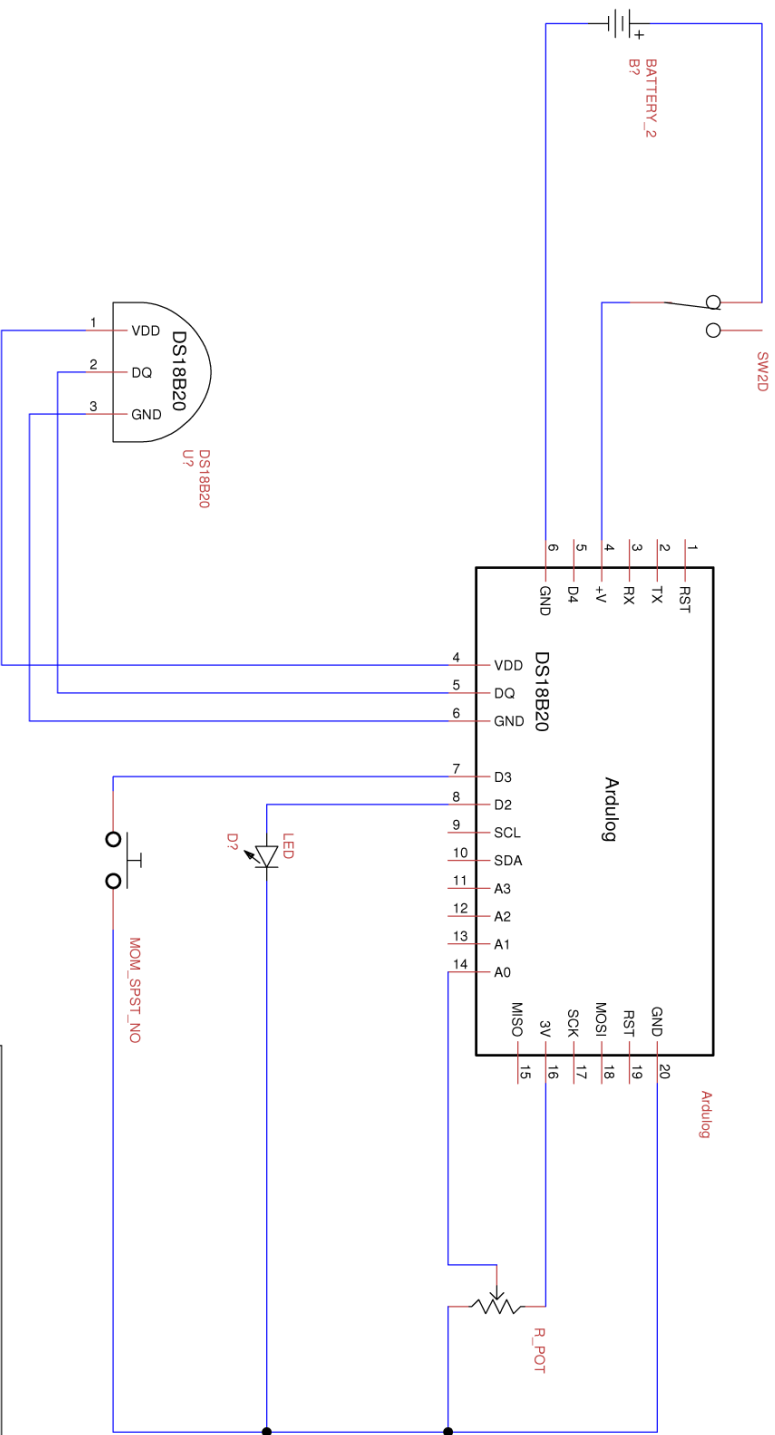 +
BATTERY_2
B?
SW2D
1
VDD
2
DQ
3
GND
DS18B20
DS18B20
U?
6
GND
5
D4
4
+V
3
RX
2
TX
1
RST
4
VDD
5
DQ
6
GND
DS18B20
7
D3
8
D2
9
SCL
10
SDA
11
A3
12
A2
13
A1
14
A0
Ardulog
MISO
15
3V
16
SCK
17
MOSI
18
RST
19
GND
20
Ardulog
LED
D?
MOM_SPST_NO
R_POT